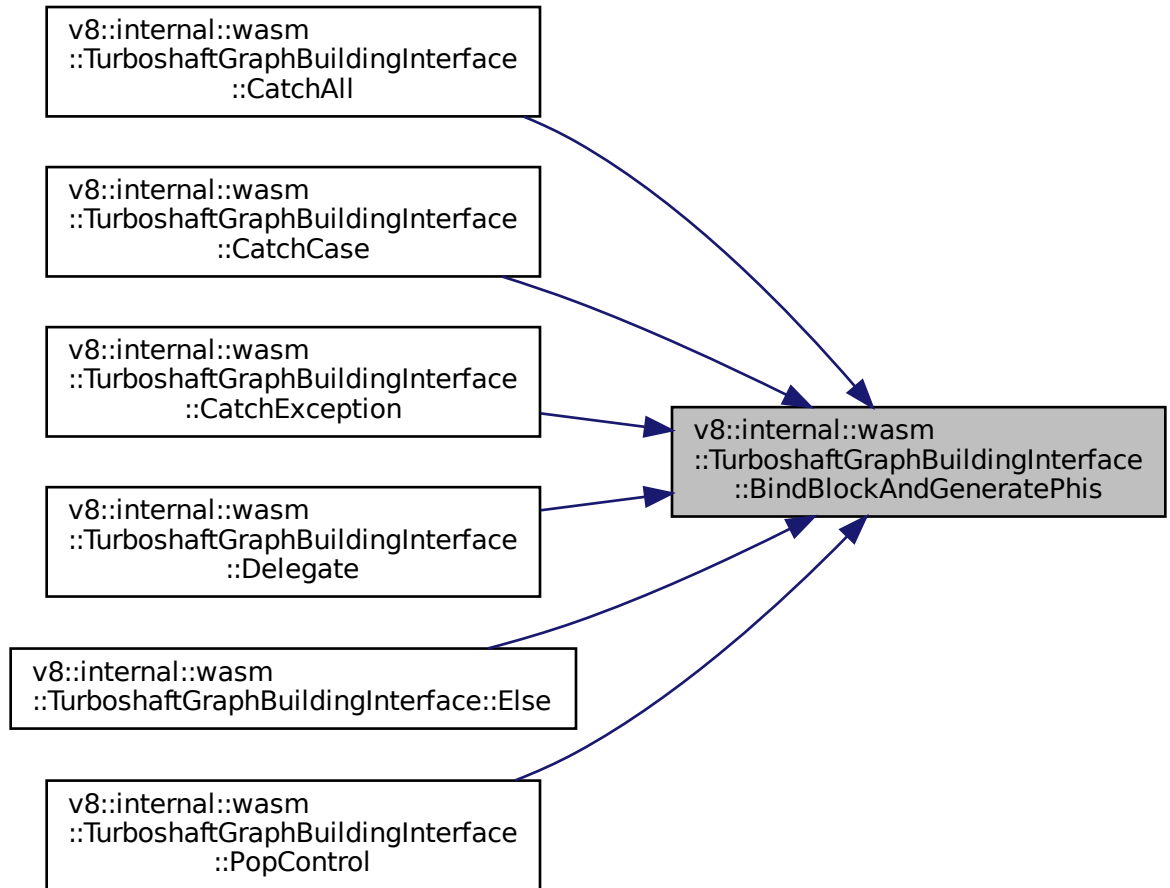 v8::internal::wasm
::TurboshaftGraphBuildingInterface
::CatchAll
v8::internal::wasm
::TurboshaftGraphBuildingInterface
::CatchCase
v8::internal::wasm
::TurboshaftGraphBuildingInterface
::CatchException
v8::internal::wasm
::TurboshaftGraphBuildingInterface
::BindBlockAndGeneratePhis
v8::internal::wasm
::TurboshaftGraphBuildingInterface
::Delegate
v8::internal::wasm
::TurboshaftGraphBuildingInterface::Else
v8::internal::wasm
::TurboshaftGraphBuildingInterface
::PopControl